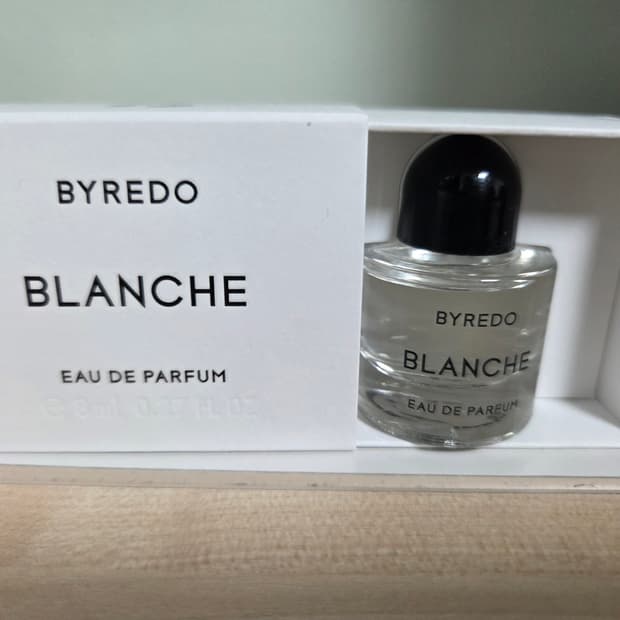 BYREDO
BLANCHE
EAU DE PARFUM
BYREDO
BLANCHE
EAU DE PARFUM